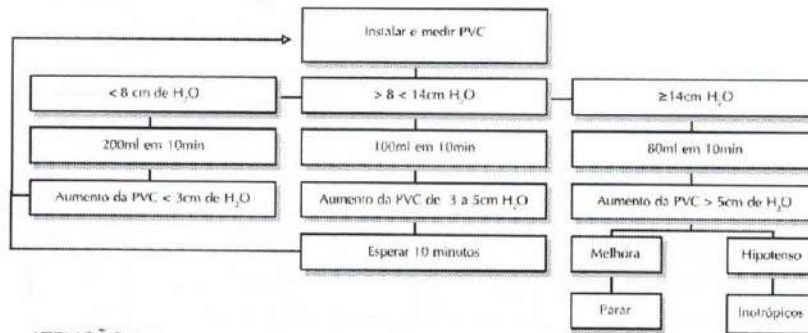 Instalar e medir PVC
< 8 cm de H₂O
> 8 < 14cm H₂O
≥14cm H₂O
200ml em 10min
100ml em 10min
80ml em 10min
Aumento da PVC < 3cm de H₂O
Aumento da PVC de 3 a 5cm H₂O
Aumento da PVC > 5cm de H₂O
Esperar 10 minutos
Melhora
Hipotenso
Parar
Inotrópicos